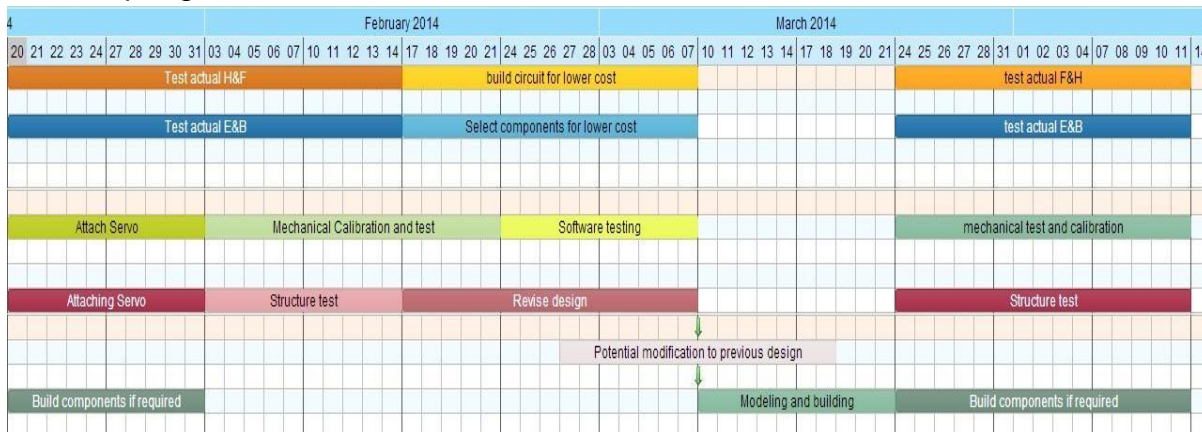 4 February 2014 March 2014
20 21 22 23 24 27 28 29 30 31 03 04 05 06 07 10 11 12 13 14 17 18 19 20 21 24 25 26 27 28 03 04 05 06 07 10 11 12 13 14 17 18 19 20 21 24 25 26 27 28 31 01 02 03 04 07 08 09 10 11 14
Test actual H&F build circuit for lower cost test actual F&H
Test actual E&B Select components for lower cost test actual E&B
Attach Servo Mechanical Calibration and test Software testing mechanical test and calibration
Attaching Servo Structure test Revise design Structure test
Potential modification to previous design
Build components if required Modeling and building Build components if required